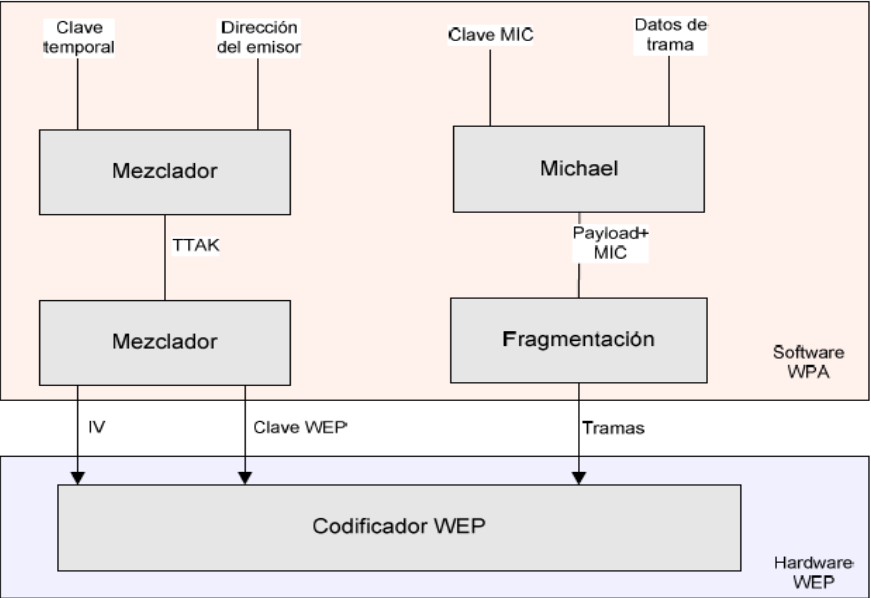 Clave
temporal
Dirección
del emisor
Clave MIC
Datos de
trama
Mezclador
Michael
TTAK
Payload+
MIC
Mezclador
Fragmentación
Software
WPA
IV
Clave WEP
Tramas
Codificador WEP
Hardware
WEP